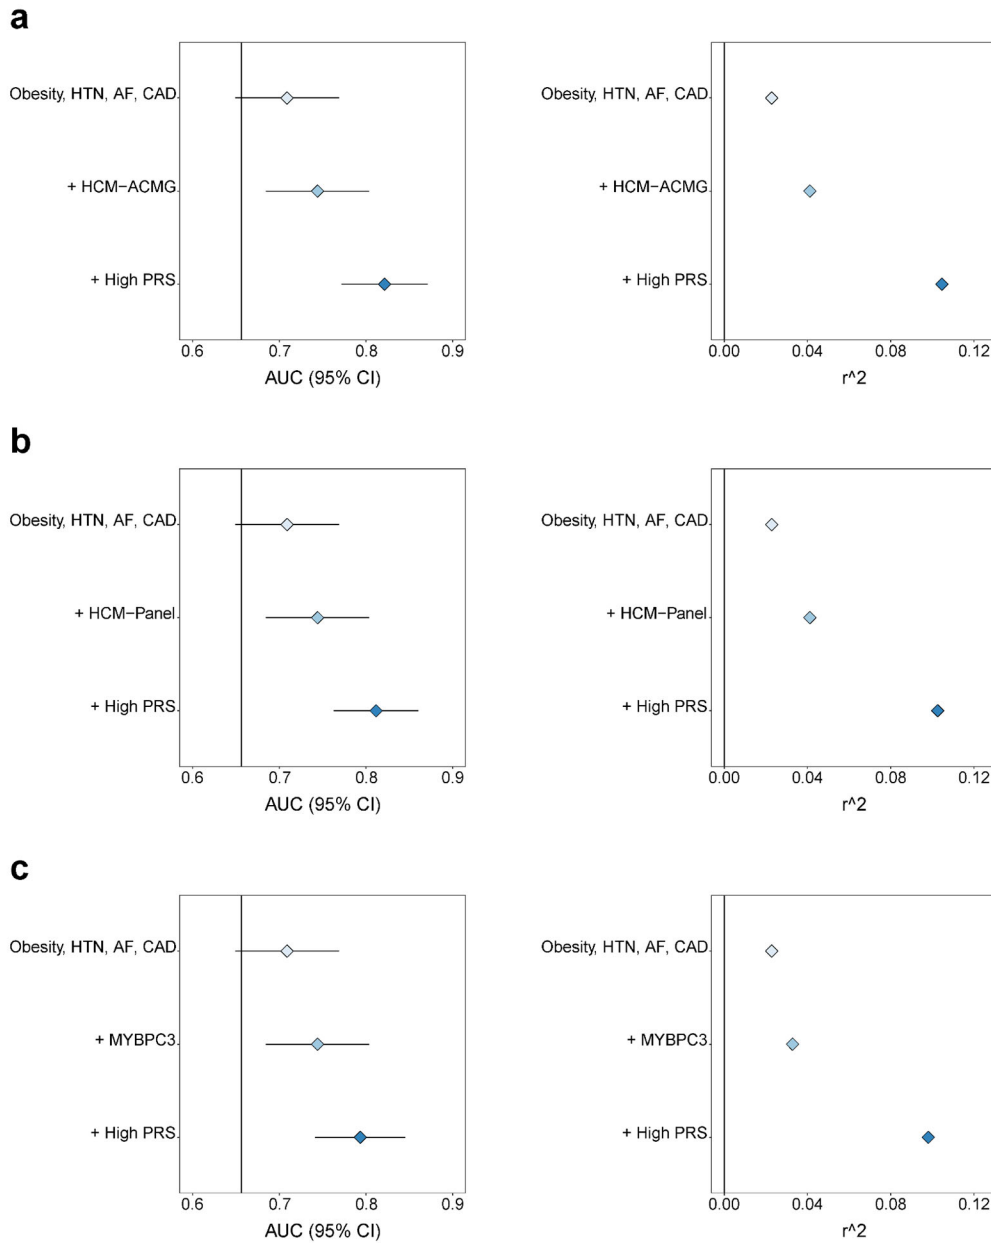 a
Obesity, HTN, AF, CAD
+ HCM−ACMG
+ High PRS
0.6 0.7 0.8 0.9
AUC (95% CI)
Obesity, HTN, AF, CAD
+ HCM−ACMG
+ High PRS
0.00 0.04 0.08 0.12
r^2
b
Obesity, HTN, AF, CAD
+ HCM−Panel
+ High PRS
0.6 0.7 0.8 0.9
AUC (95% CI)
Obesity, HTN, AF, CAD
+ HCM−Panel
+ High PRS
0.00 0.04 0.08 0.12
r^2
c
Obesity, HTN, AF, CAD
+ MYBPC3
+ High PRS
0.6 0.7 0.8 0.9
AUC (95% CI)
Obesity, HTN, AF, CAD
+ MYBPC3
+ High PRS
0.00 0.04 0.08 0.12
r^2